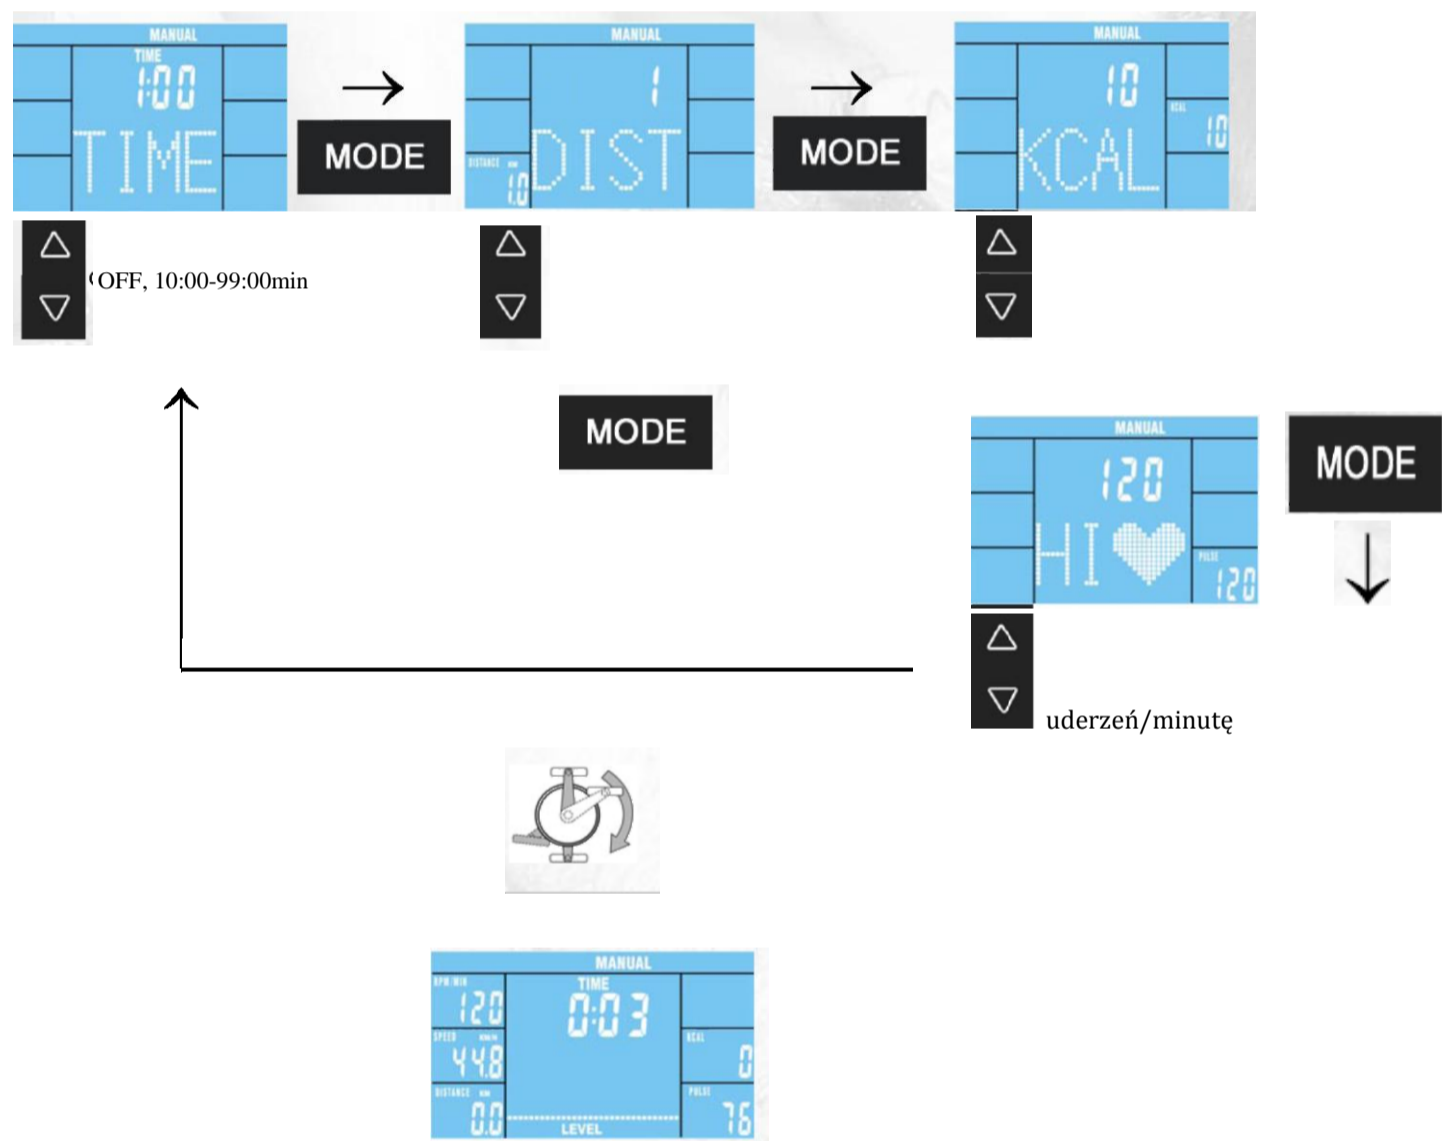 MANUAL
TIME
1:00
TIME
MODE
MANUAL
1
DISTANCE
1.0
DIST
MODE
MANUAL
10
KCAL
10
KCAL
OFF, 10:00-99:00min
MODE
MANUAL
120
HI
PULSE
120
MODE
uderzeń/minutę
MANUAL
RPM/MIN
120
TIME
0:03
SPEED
44.8
KCAL
0
DISTANCE
0.0
PULSE
76
LEVEL